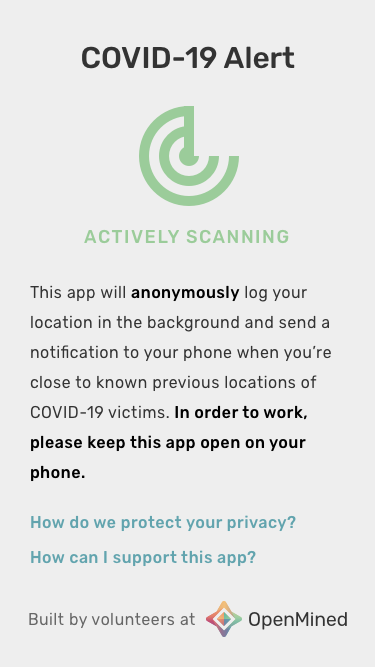 COVID-19 Alert
ACTIVELY SCANNING
This app will anonymously log your
location in the background and send a
notification to your phone when you’re
close to known previous locations of
COVID-19 victims. In order to work,
please keep this app open on your
phone.
How do we protect your privacy?
How can I support this app?
Built by volunteers at OpenMined